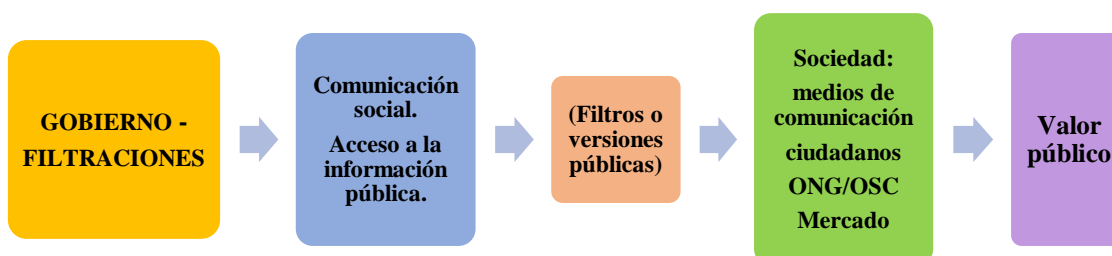 GOBIERNO -
FILTRACIONES
Comunicación
social.
Acceso a la
información
pública.
(Filtros o
versiones
públicas)
Sociedad:
medios de
comunicación
ciudadanos
ONG/OSC
Mercado
Valor
público